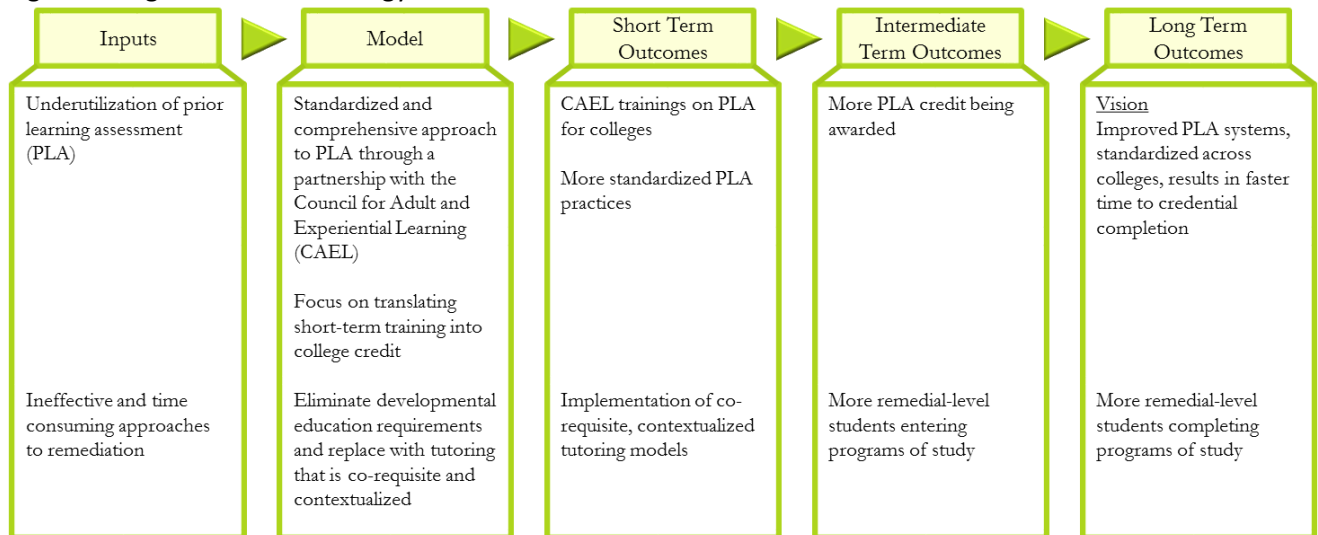 Inputs
Model
Short Term
Outcomes
Intermediate
Term Outcomes
Long Term
Outcomes
Underutilization of prior
learning assessment
(PLA)
Ineffective and time
consuming approaches
to remediation
Standardized and
comprehensive approach
to PLA through a
partnership with the
Council for Adult and
Experiential Learning
(CAEL)
Focus on translating
short-term training into
college credit
Eliminate developmental
education requirements
and replace with tutoring
that is co-requisite and
contextualized
CAEL trainings on PLA
for colleges
More standardized PLA
practices
Implementation of co-
requisite, contextualized
tutoring models
More PLA credit being
awarded
More remedial-level
students entering
programs of study
Vision
Improved PLA systems,
standardized across
colleges, results in faster
time to credential
completion
More remedial-level
students completing
programs of study